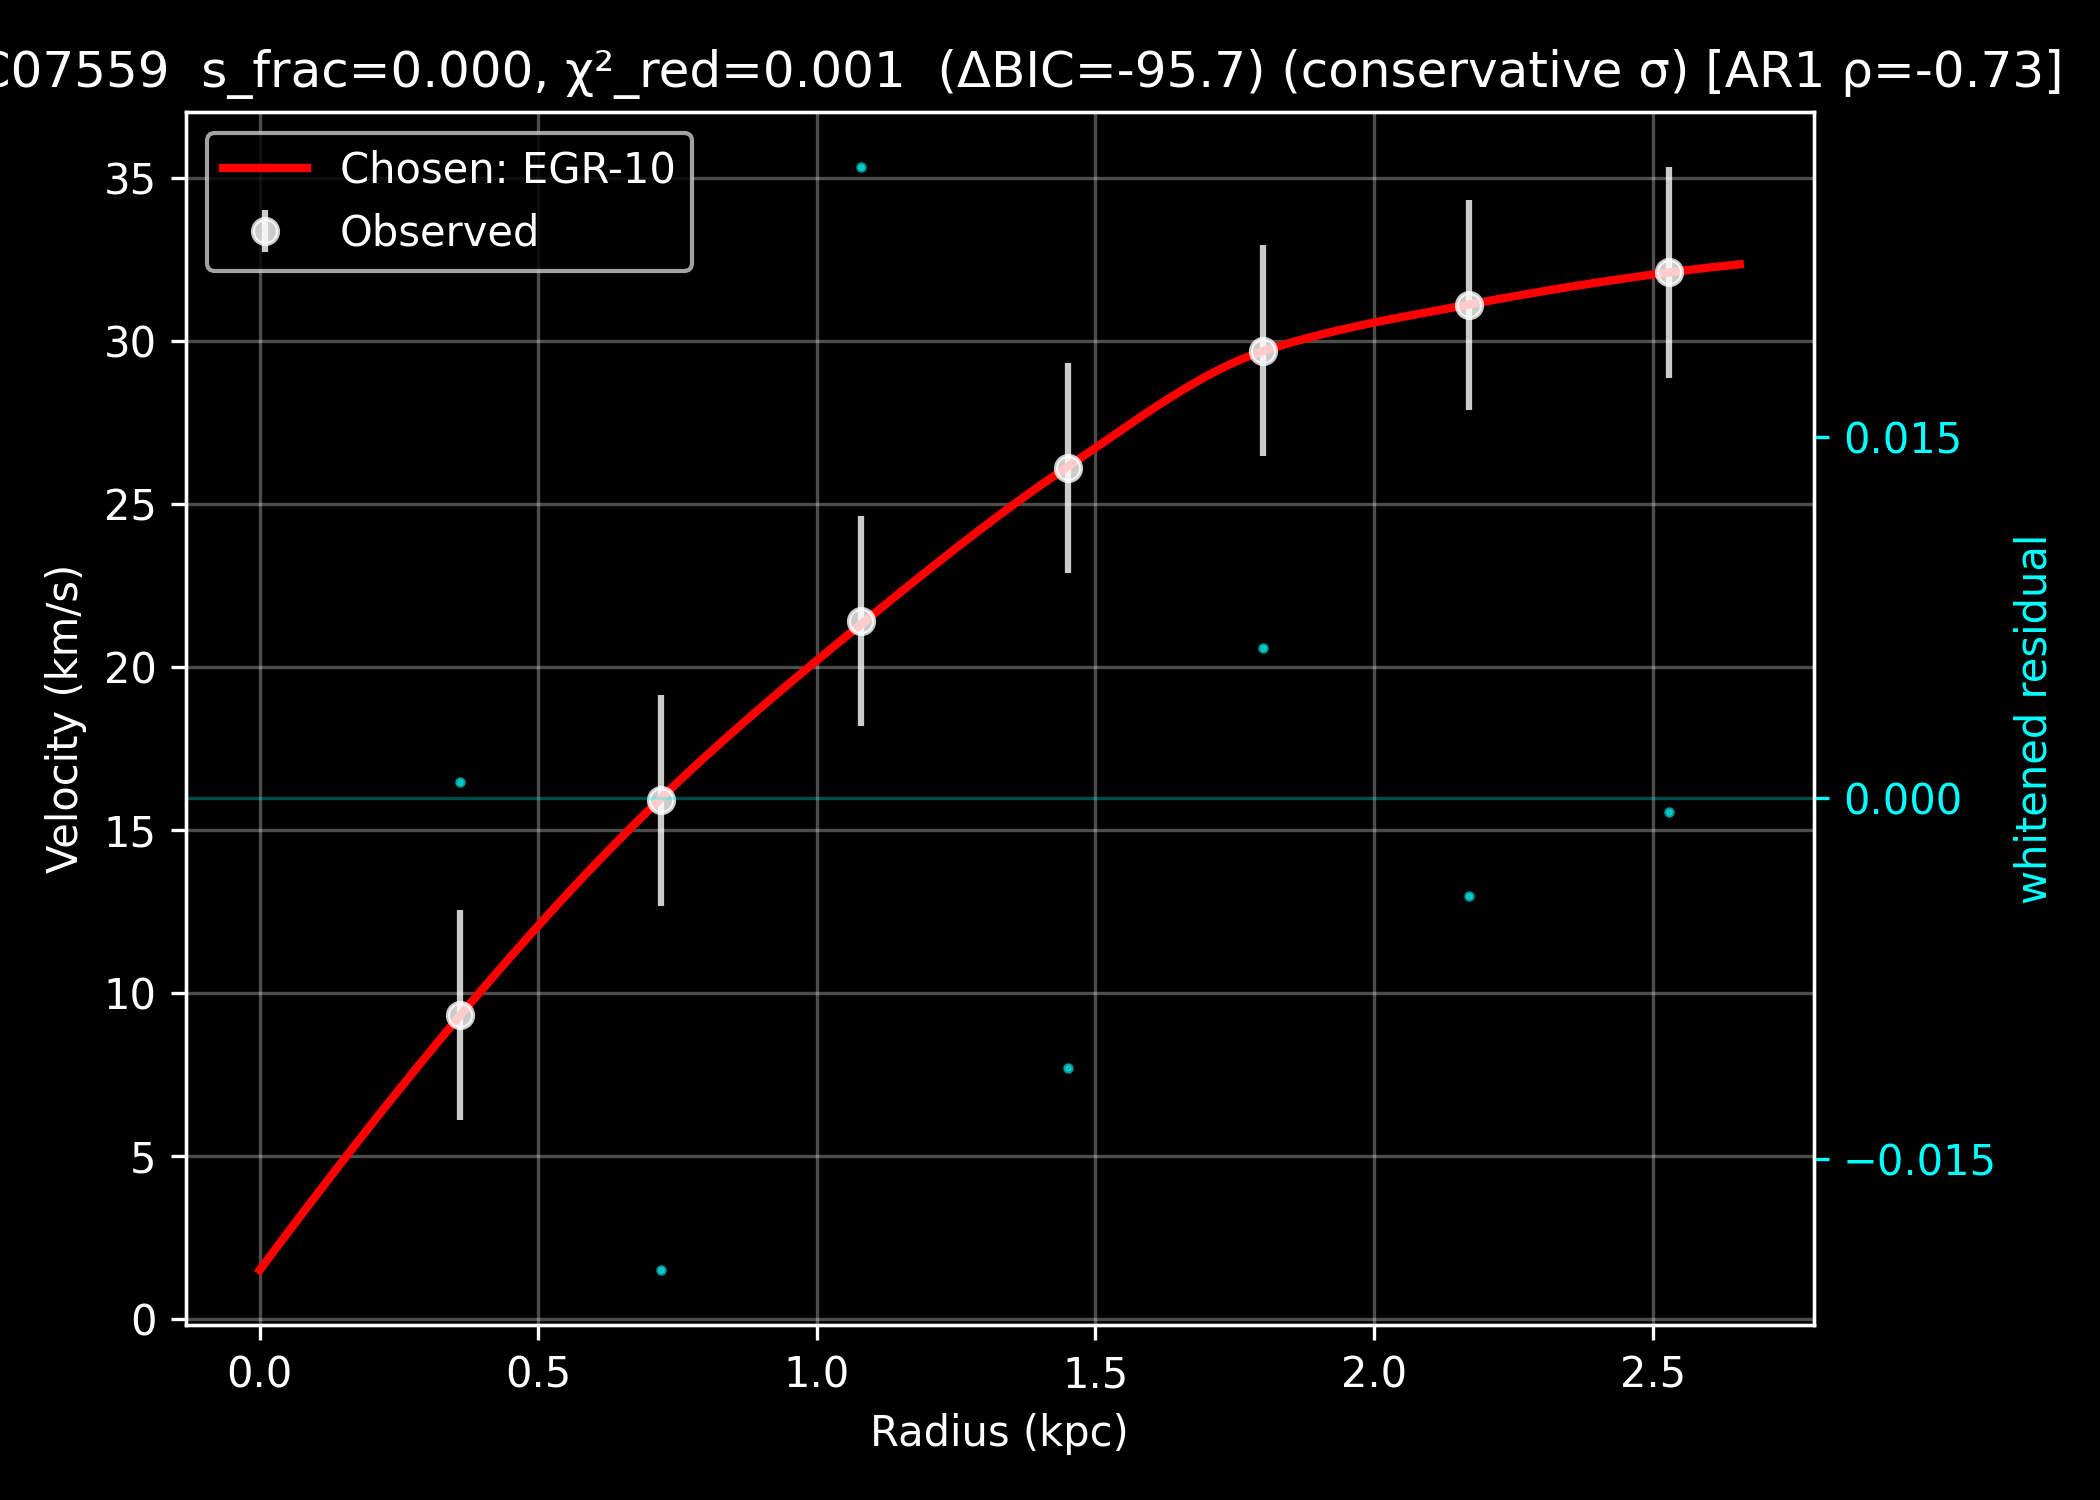 C07559 s_frac=0.000, χ²_red=0.001 (ΔBIC=-95.7) (conservative σ) [AR1 ρ=-0.73]
Chosen: EGR-10
Observed
35
30
25
20
15
10
5
0
Velocity (km/s)
0.015
0.000
−0.015
whitened residual
0.0 0.5 1.0 1.5 2.0 2.5
Radius (kpc)